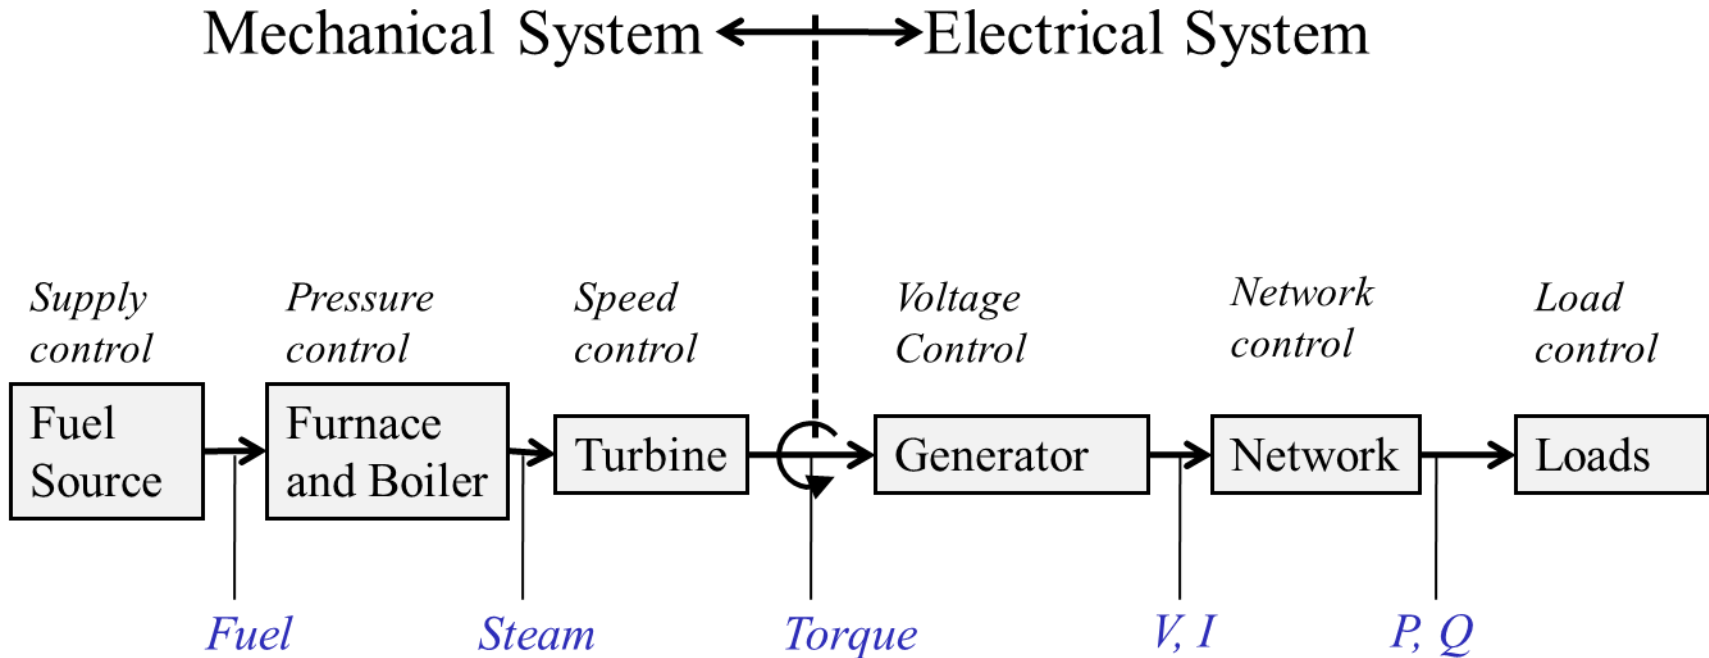 Mechanical System
Electrical System
Supply
control
Pressure
control
Speed
control
Voltage
Control
Network
control
Load
control
Fuel
Source
Furnace
and Boiler
Turbine
Generator
Network
Loads
Fuel
Steam
Torque
V, I
P, Q